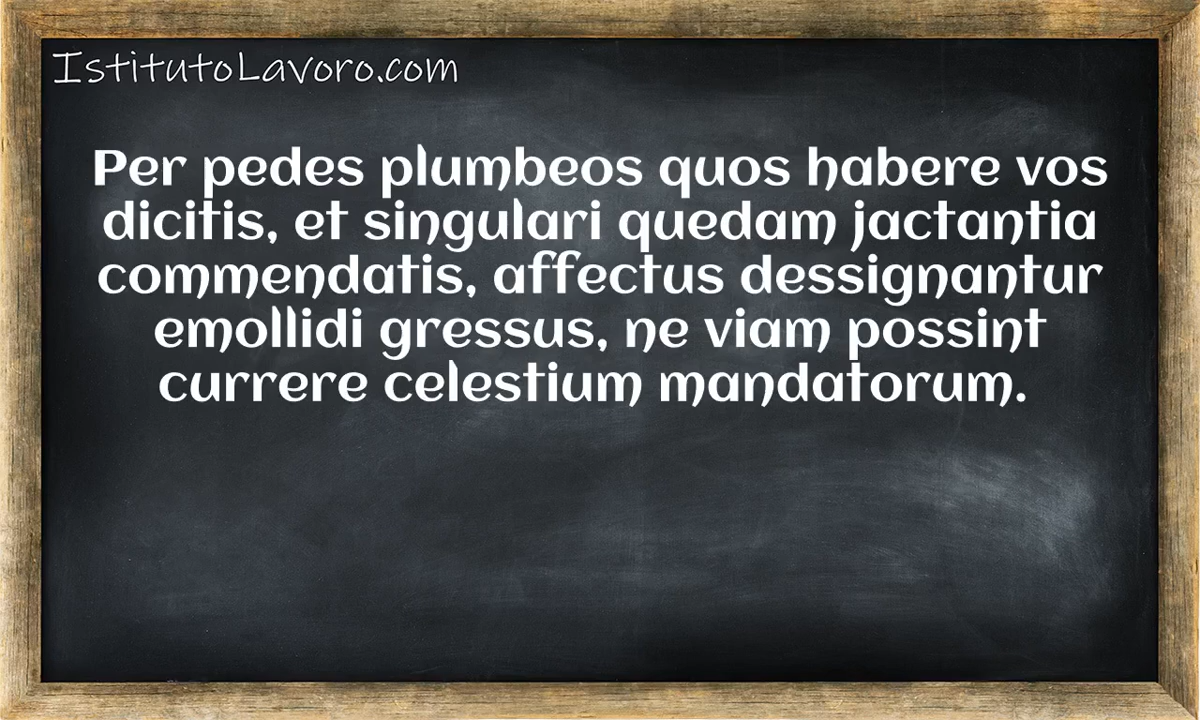 IstitutoLavoro.com
Per pedes plumbeos quos habere vos
dicitis, et singulari quedam jactantia
commendatis, affectus dessignantur
emollidi gressus, ne viam possint
currere celestium mandatorum.